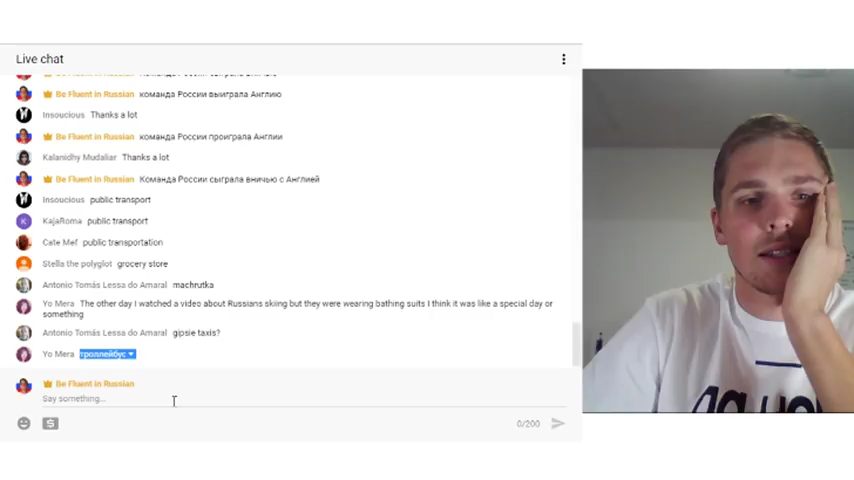 Live chat
Be Fluent in Russian команда России выиграла Англию
Insoucious Thanks a lot
Be Fluent in Russian команда России проиграла Англии
Kalanidhy Mudaliar Thanks a lot
Be Fluent in Russian Команда России сыграла вничью с Англией
Insoucious public transport
K KajaRoma public transport
Cate Mef public transportation
Stella the polyglot grocery store
Antonio Tomás Lessa do Amaral machrutka
Yo Mera The other day I watched a video about Russians skiing but they were wearing bathing suits I think it was like a special day or
something
Antonio Tomás Lessa do Amaral gipsie taxis?
Yo Mera троллейбус
Be Fluent in Russian
Say something...
0/200